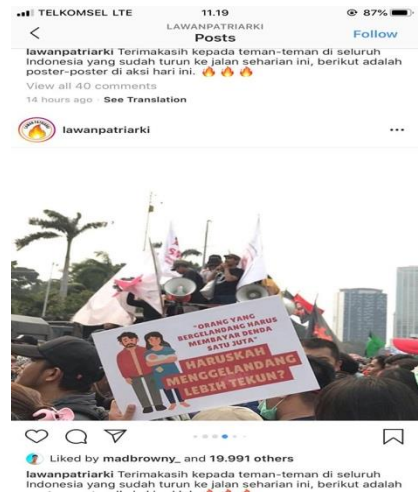 TELKOMSEL LTE 11.19 87%
LAWANPATRIARKI
Posts
Follow
lawanpatriarki Terimakasih kepada teman-teman di seluruh
Indonesia yang sudah turun ke jalan seharian ini, berikut adalah
poster-poster di aksi hari ini. 🔥🔥🔥
View all 40 comments
14 hours ago · See Translation
lawanpatriarki
"ORANG YANG
BERGELANDANG HARUS
MEMBAYAR DENDA
SATU JUTA"
HARUSKAH
MENGGELANDANG
LEBIH TEKUN?
Liked by madbrowny_ and 19.991 others
lawanpatriarki Terimakasih kepada teman-teman di seluruh
Indonesia yang sudah turun ke jalan seharian ini, berikut adalah